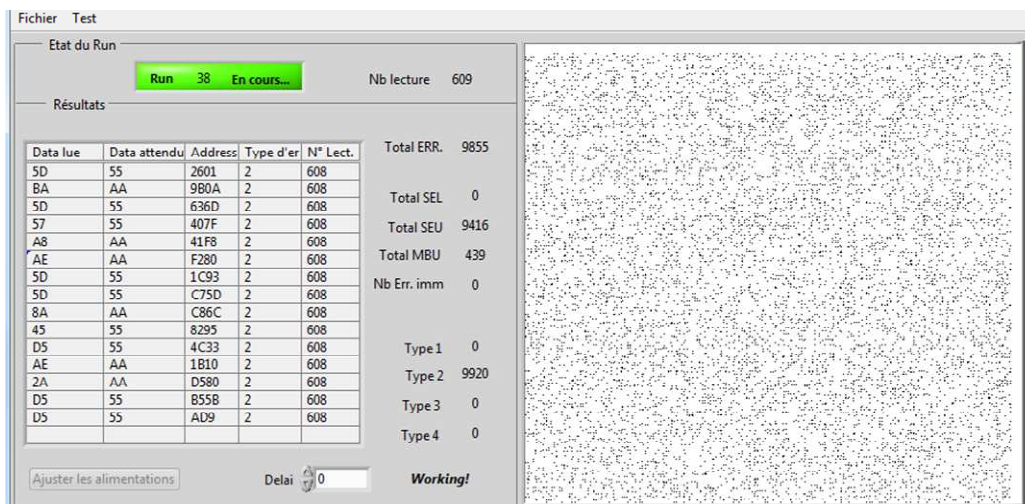 Fichier Test
Etat du Run
Run 38 En cours... Nb lecture 609
Résultats
Data lue Data attendu Address Type d'er N° Lect.
5D 55 2601 2 608
BA AA 9B0A 2 608
5D 55 636D 2 608
57 55 407F 2 608
A8 AA 41F8 2 608
AE AA F280 2 608
5D 55 1C93 2 608
5D 55 C75D 2 608
8A AA C86C 2 608
45 55 8295 2 608
D5 55 4C33 2 608
AE AA 1B10 2 608
2A AA D580 2 608
D5 55 B55B 2 608
D5 55 AD9 2 608
Total ERR. 9855
Total SEL 0
Total SEU 9416
Total MBU 439
Nb Err. imm 0
Type 1 0
Type 2 9920
Type 3 0
Type 4 0
Ajuster les alimentations Delai 0 Working!